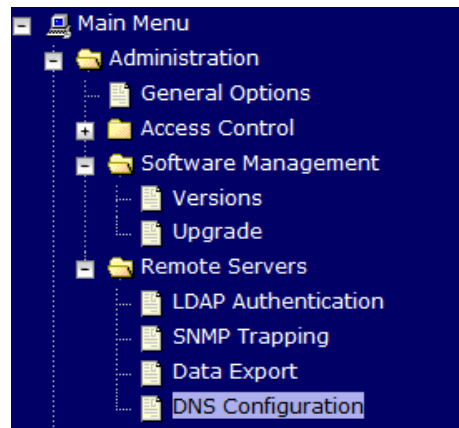 Main Menu
Administration
General Options
Access Control
Software Management
Versions
Upgrade
Remote Servers
LDAP Authentication
SNMP Trapping
Data Export
DNS Configuration